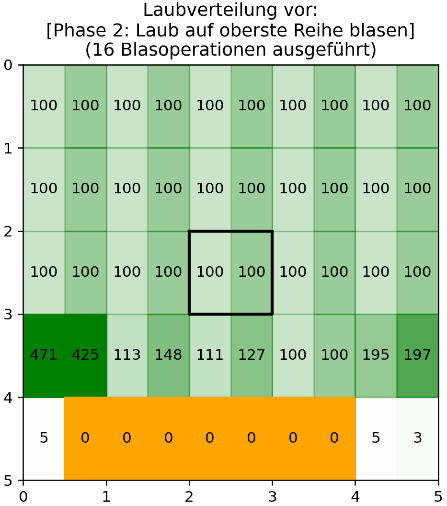 Laubverteilung vor:
[Phase 2: Laub auf oberste Reihe blasen]
(16 Blasoperationen ausgeführt)
0
100 100 100 100 100 100 100 100 100 100
1
100 100 100 100 100 100 100 100 100 100
2
100 100 100 100 100 100 100 100 100 100
3
471 425 113 148 111 127 100 100 195 197
4
5 0 0 0 0 0 0 0 5 3
5
0 1 2 3 4 5